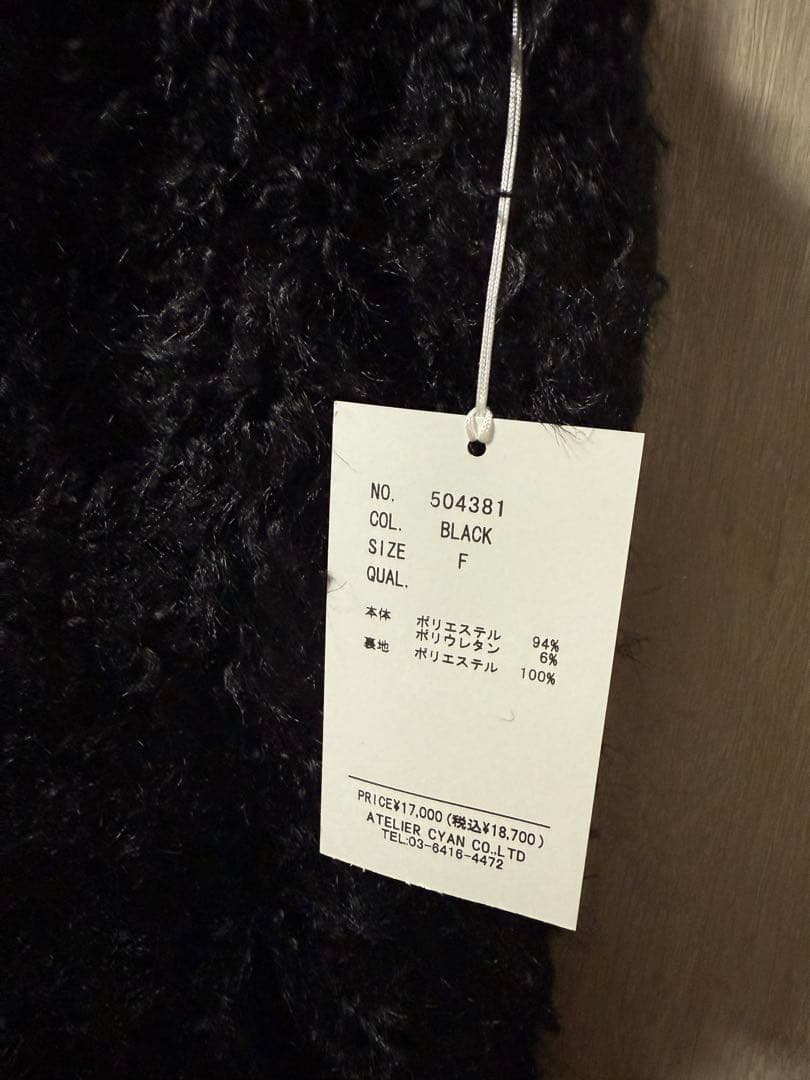 NO. 504381
COL. BLACK
SIZE F
QUAL.
本体 ポリエステル 94%
ポリウレタン 6%
裏地 ポリエステル 100%
PRICE¥17,000(税込¥18,700)
ATELIER CYAN CO.,LTD
TEL:03-6416-4472